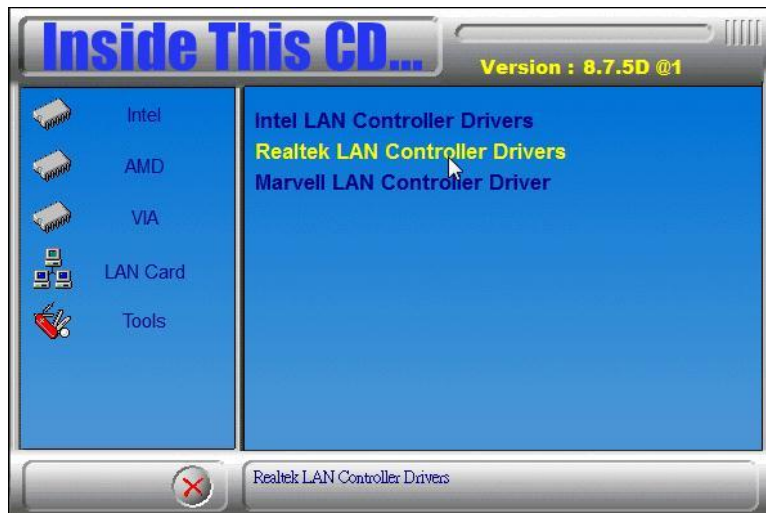 Inside This CD...
Version : 8.7.5D @1
Intel
AMD
VIA
LAN Card
Tools
Intel LAN Controller Drivers
Realtek LAN Controller Drivers
Marvell LAN Controller Driver
Realtek LAN Controller Drivers